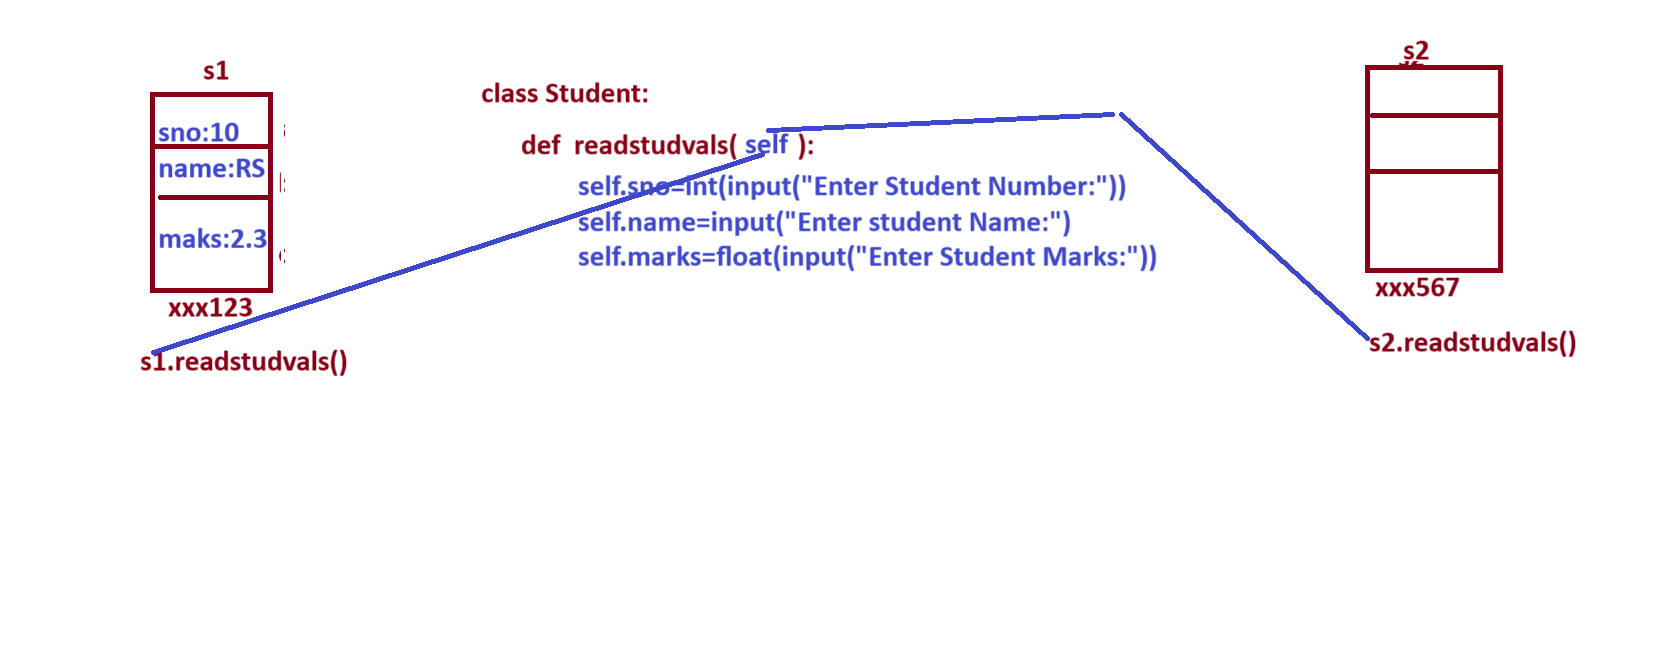 s1
sno:10
name:RS
maks:2.3
xxx123
s1.readstudvals()
class Student:
def readstudvals( self ):
self.sno=int(input("Enter Student Number:"))
self.name=input("Enter student Name:")
self.marks=float(input("Enter Student Marks:"))
s2
xxx567
s2.readstudvals()